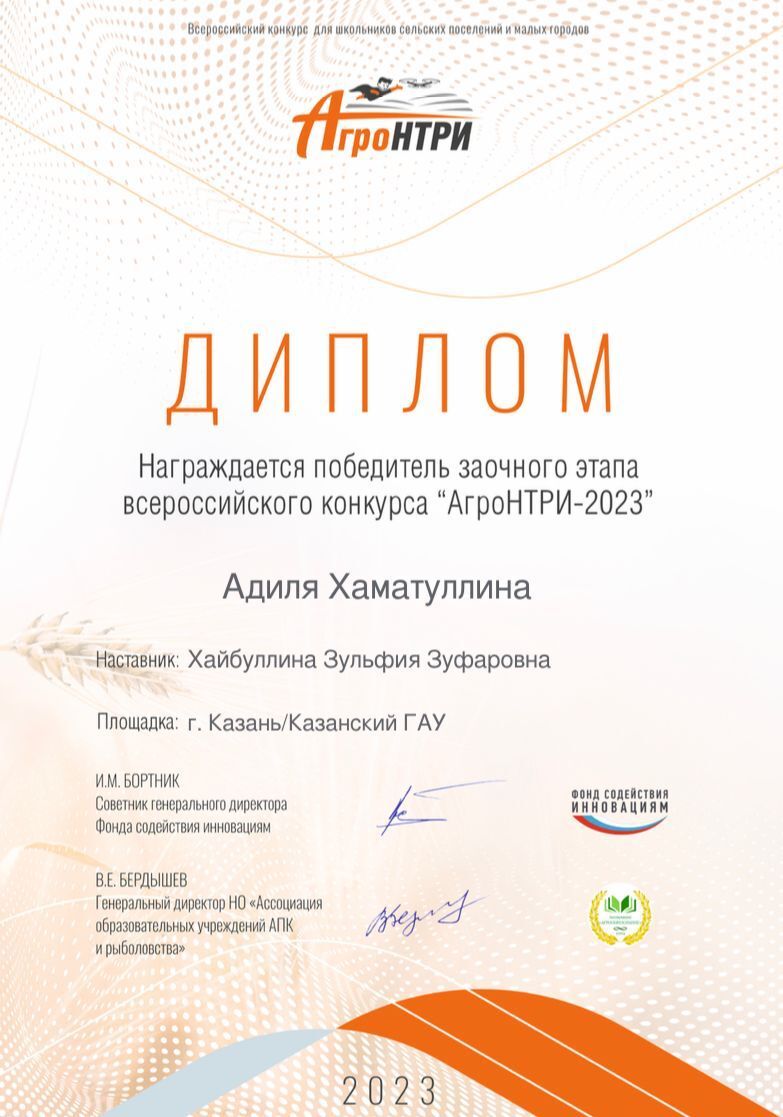 Всероссийский конкурс для школьников сельских поселений и малых городов
АгроНТРИ
ДИПЛОМ
Награждается победитель заочного этапа
всероссийского конкурса “АгроНТРИ-2023”
Адиля Хаматуллина
Наставник: Хайбуллина Зульфия Зуфаровна
Площадка: г. Казань/Казанский ГАУ
И.М. БОРТНИК
Советник генерального директора
Фонда содействия инновациям
ФОНД СОДЕЙСТВИЯ
ИННОВАЦИЯМ
В.Е. БЕРДЫШЕВ
Генеральный директор НО «Ассоциация
образовательных учреждений АПК
и рыболовства»
2023